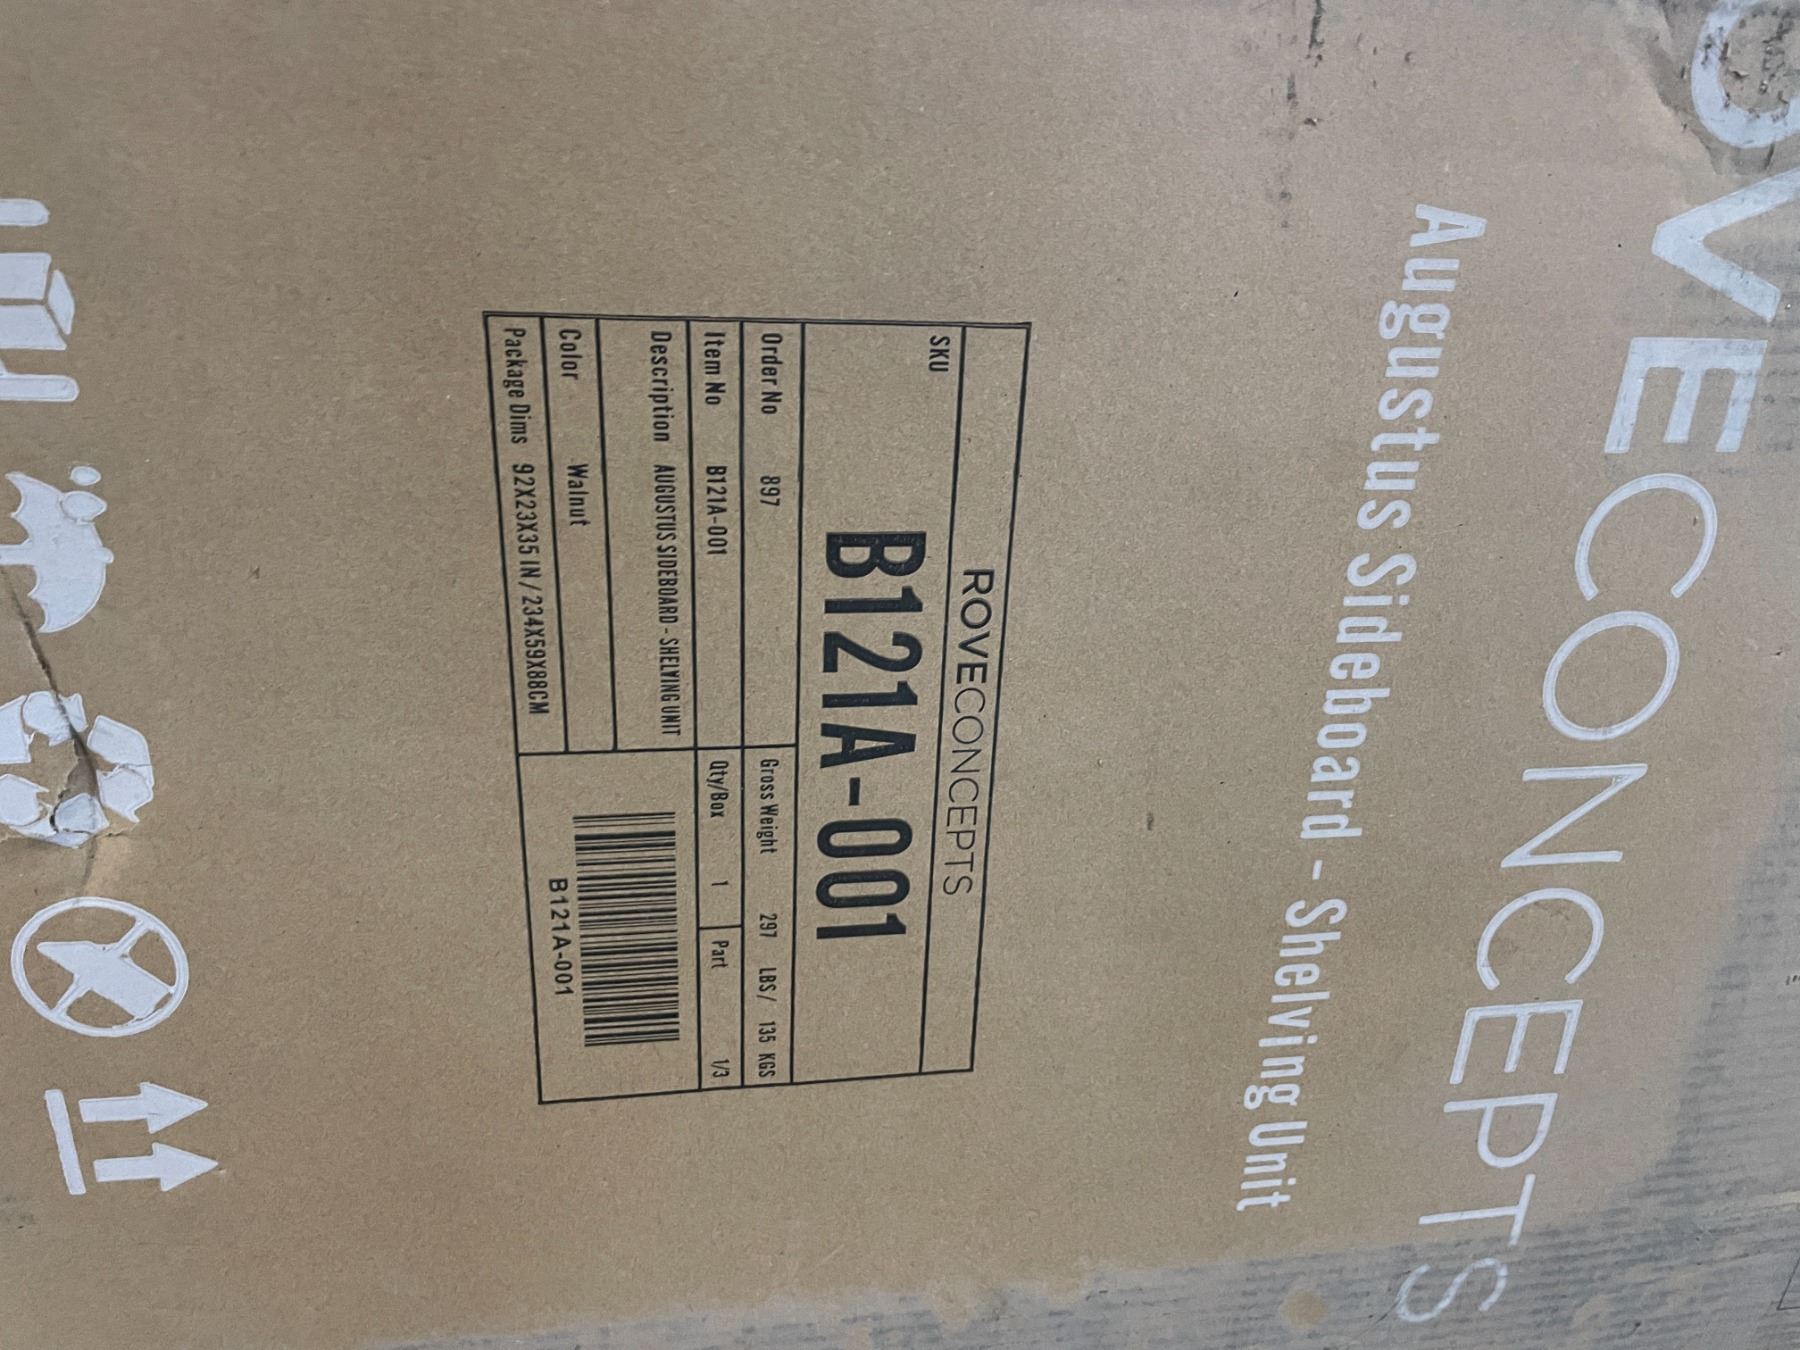 OVECONCEPTS
Augustus Sideboard - Shelving Unit
ROVECONCEPTS
SKU
B121A-001
Order No 897
Gross Weight 297 LBS/ 135 KGS
Item No B121A-001
Qty/Box 1 Part 1/3
Description AUGUSTUS SIDEBOARD - SHELVING UNIT
Color Walnut
Package Dims 92X23X35 IN / 234X59X88CM
B121A-001